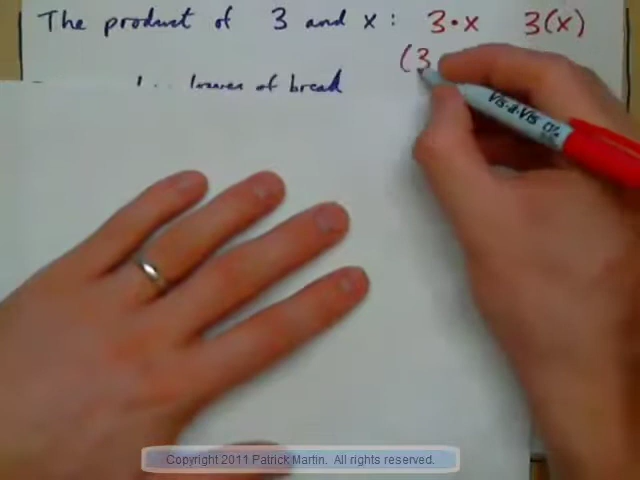 The product of 3 and x : 3 • x 3(x)
(3
of bread
VIS-À-VIS
Copyright 2011 Patrick Martin. All rights reserved.